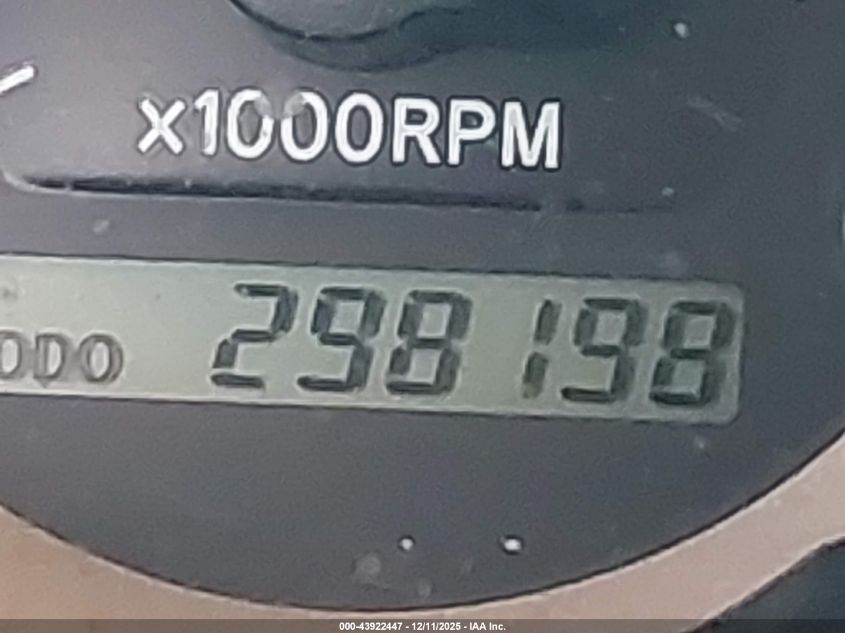 x1000RPM
ODO 298198
000-43922447 - 12/11/2025 - IAA Inc.